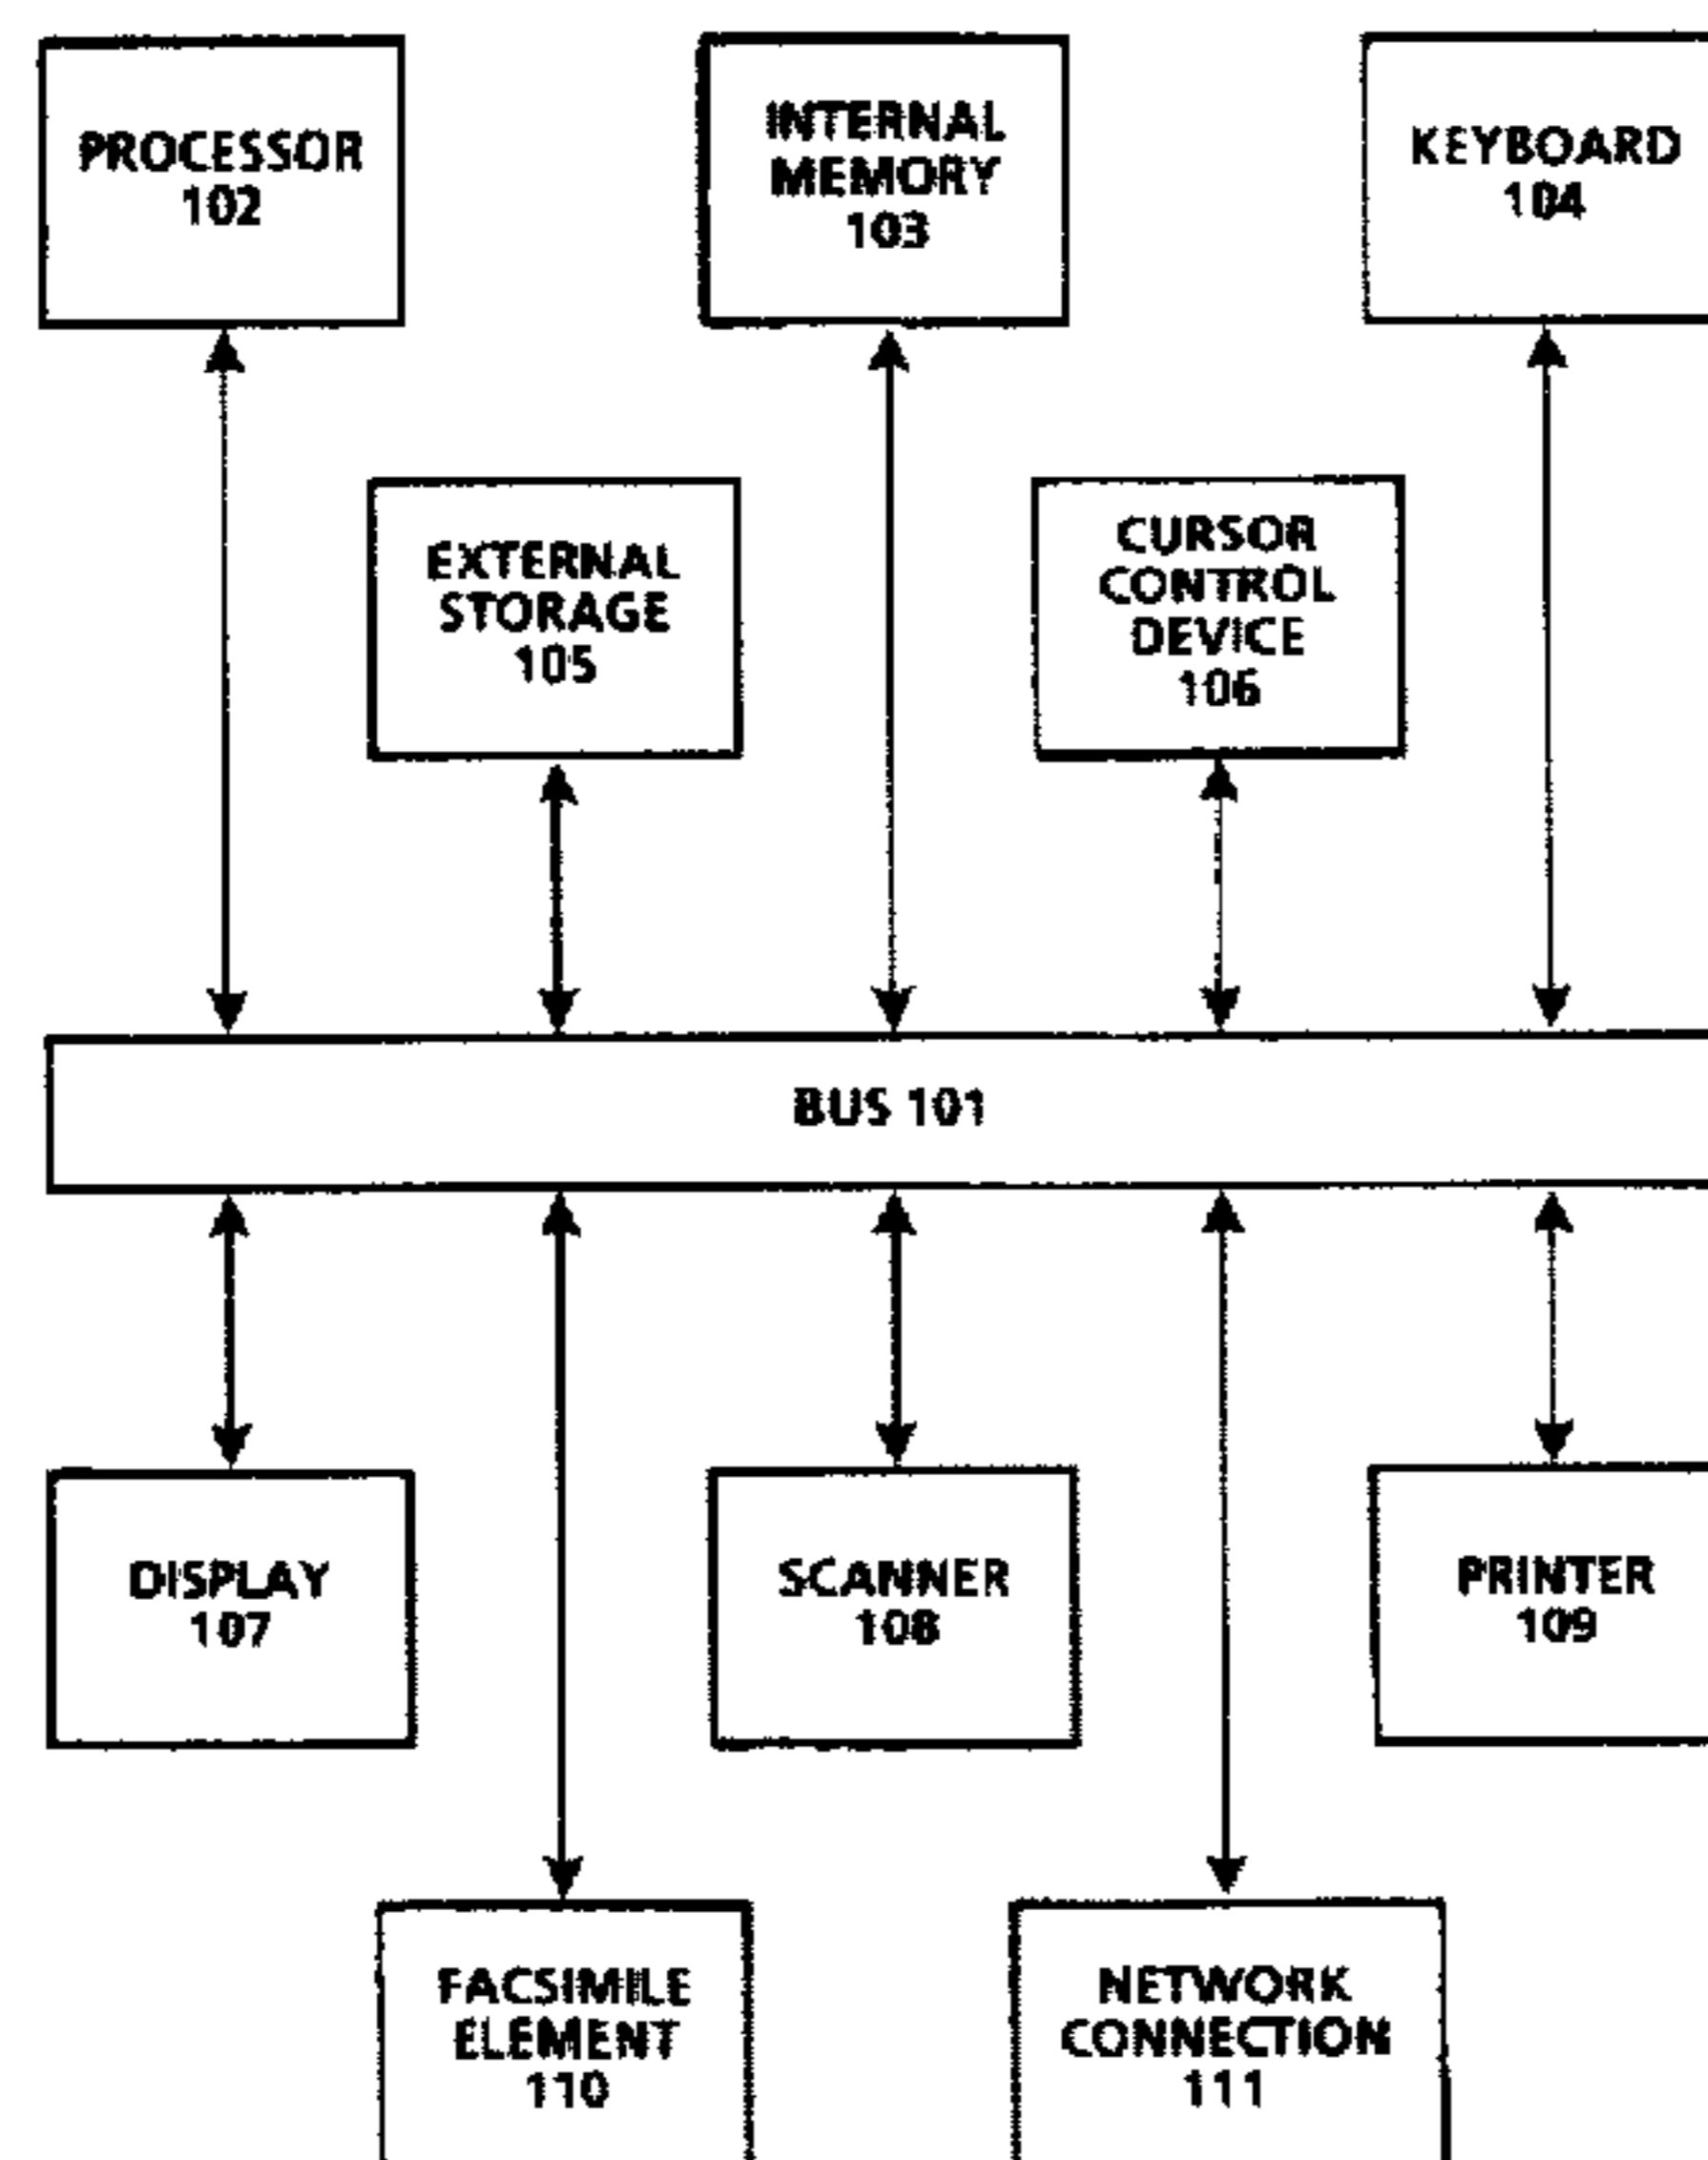 PROCESSOR
102
INTERNAL
MEMORY
103
KEYBOARD
104
EXTERNAL
STORAGE
105
CURSOR
CONTROL
DEVICE
106
BUS 101
DISPLAY
107
SCANNER
108
PRINTER
109
FACSIMILE
ELEMENT
110
NETWORK
CONNECTION
111